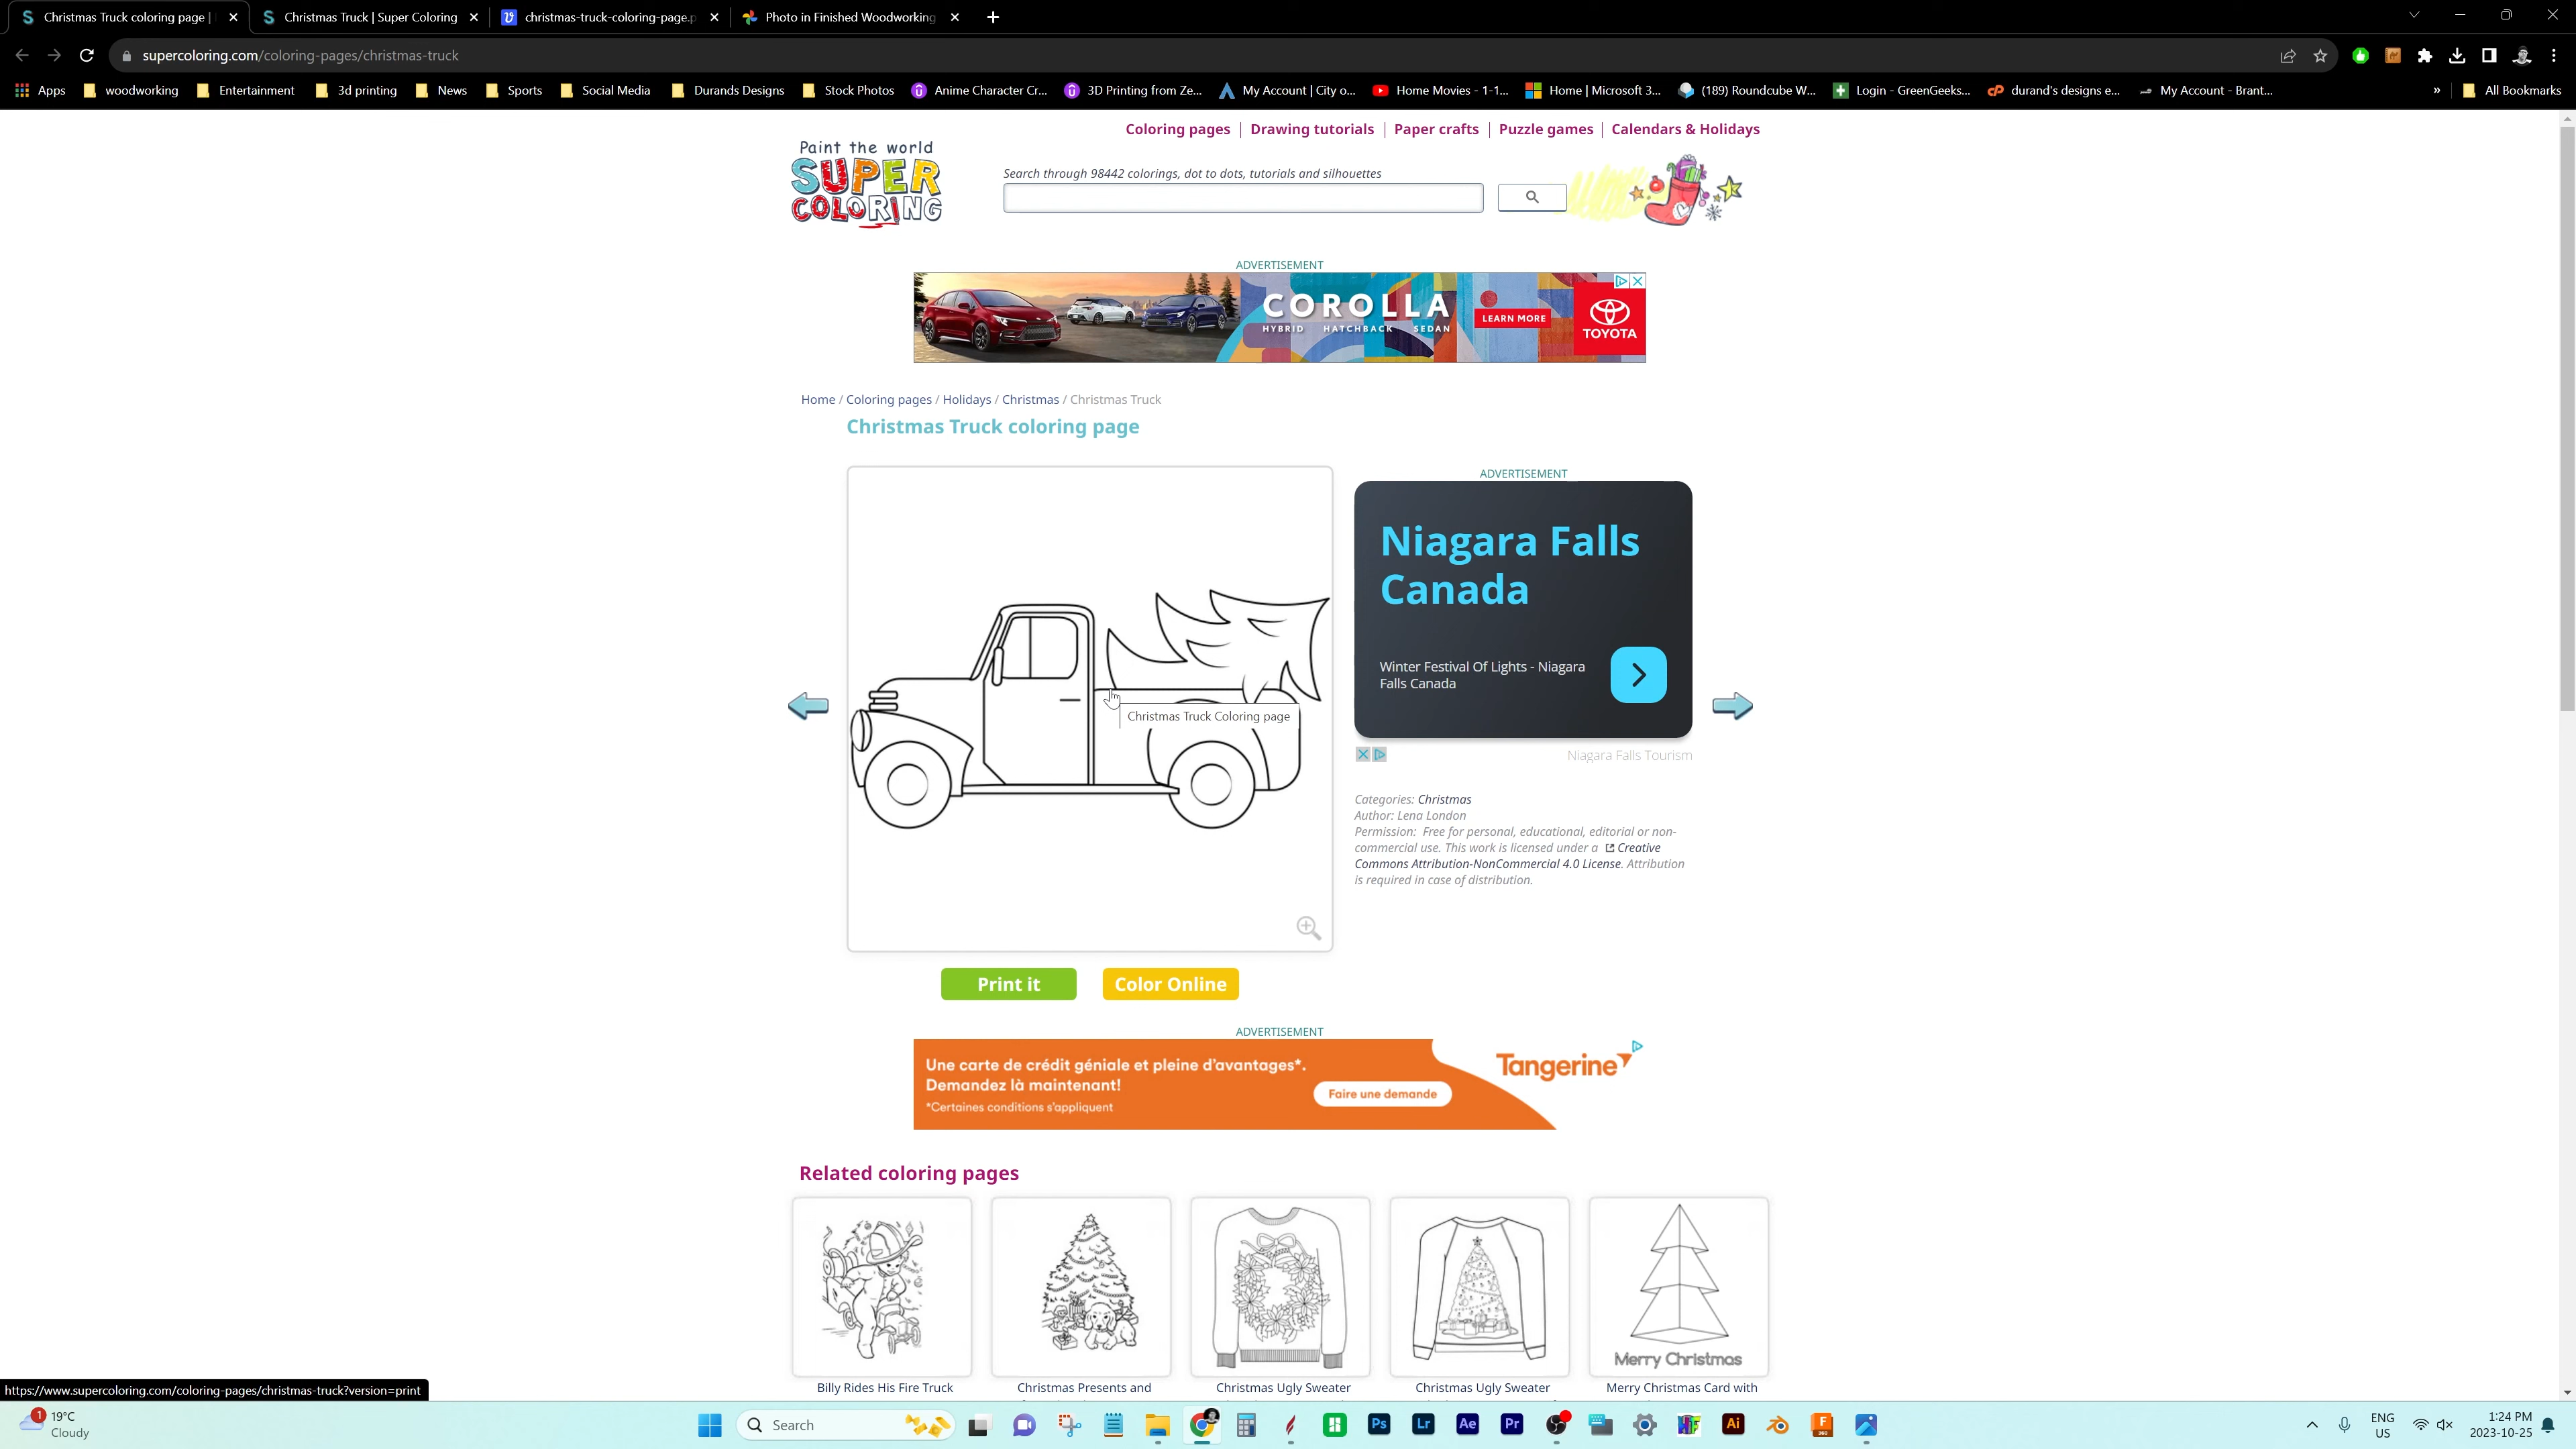 Christmas Truck coloring page |
Christmas Truck | Super Coloring
christmas-truck-coloring-page.p
Photo in Finished Woodworking
supercoloring.com/coloring-pages/christmas-truck
Apps woodworking Entertainment 3d printing News Sports Social Media Durands Designs Stock Photos Anime Character Cr... 3D Printing from Ze... My Account | City o... Home Movies - 1-1... Home | Microsoft 3... (189) Roundcube W... Login - GreenGeeks... durand's designs e... My Account - Brant... » All Bookmarks
Coloring pages | Drawing tutorials | Paper crafts | Puzzle games | Calendars & Holidays
Paint the world
SUPER
COLORING
Search through 98442 colorings, dot to dots, tutorials and silhouettes
ADVERTISEMENT
COROLLA
HYBRID HATCHBACK SEDAN
LEARN MORE
TOYOTA
Home / Coloring pages / Holidays / Christmas / Christmas Truck
Christmas Truck coloring page
Christmas Truck Coloring page
ADVERTISEMENT
Niagara Falls
Canada
Winter Festival Of Lights - Niagara
Falls Canada
Niagara Falls Tourism
Categories: Christmas
Author: Lena London
Permission: Free for personal, educational, editorial or non-
commercial use. This work is licensed under a Creative
Commons Attribution-NonCommercial 4.0 License. Attribution
is required in case of distribution.
Print it
Color Online
ADVERTISEMENT
Une carte de crédit géniale et pleine d'avantages*.
Demandez là maintenant!
*Certaines conditions s'appliquent
Faire une demande
Tangerine
Related coloring pages
Merry Christmas
Billy Rides His Fire Truck
Christmas Presents and
Christmas Ugly Sweater
Christmas Ugly Sweater
Merry Christmas Card with
https://www.supercoloring.com/coloring-pages/christmas-truck?version=print
1
19°C
Cloudy
Search
Ps
Lr
Ae
Pr
Ai
F
360
ENG
US
1:24 PM
2023-10-25